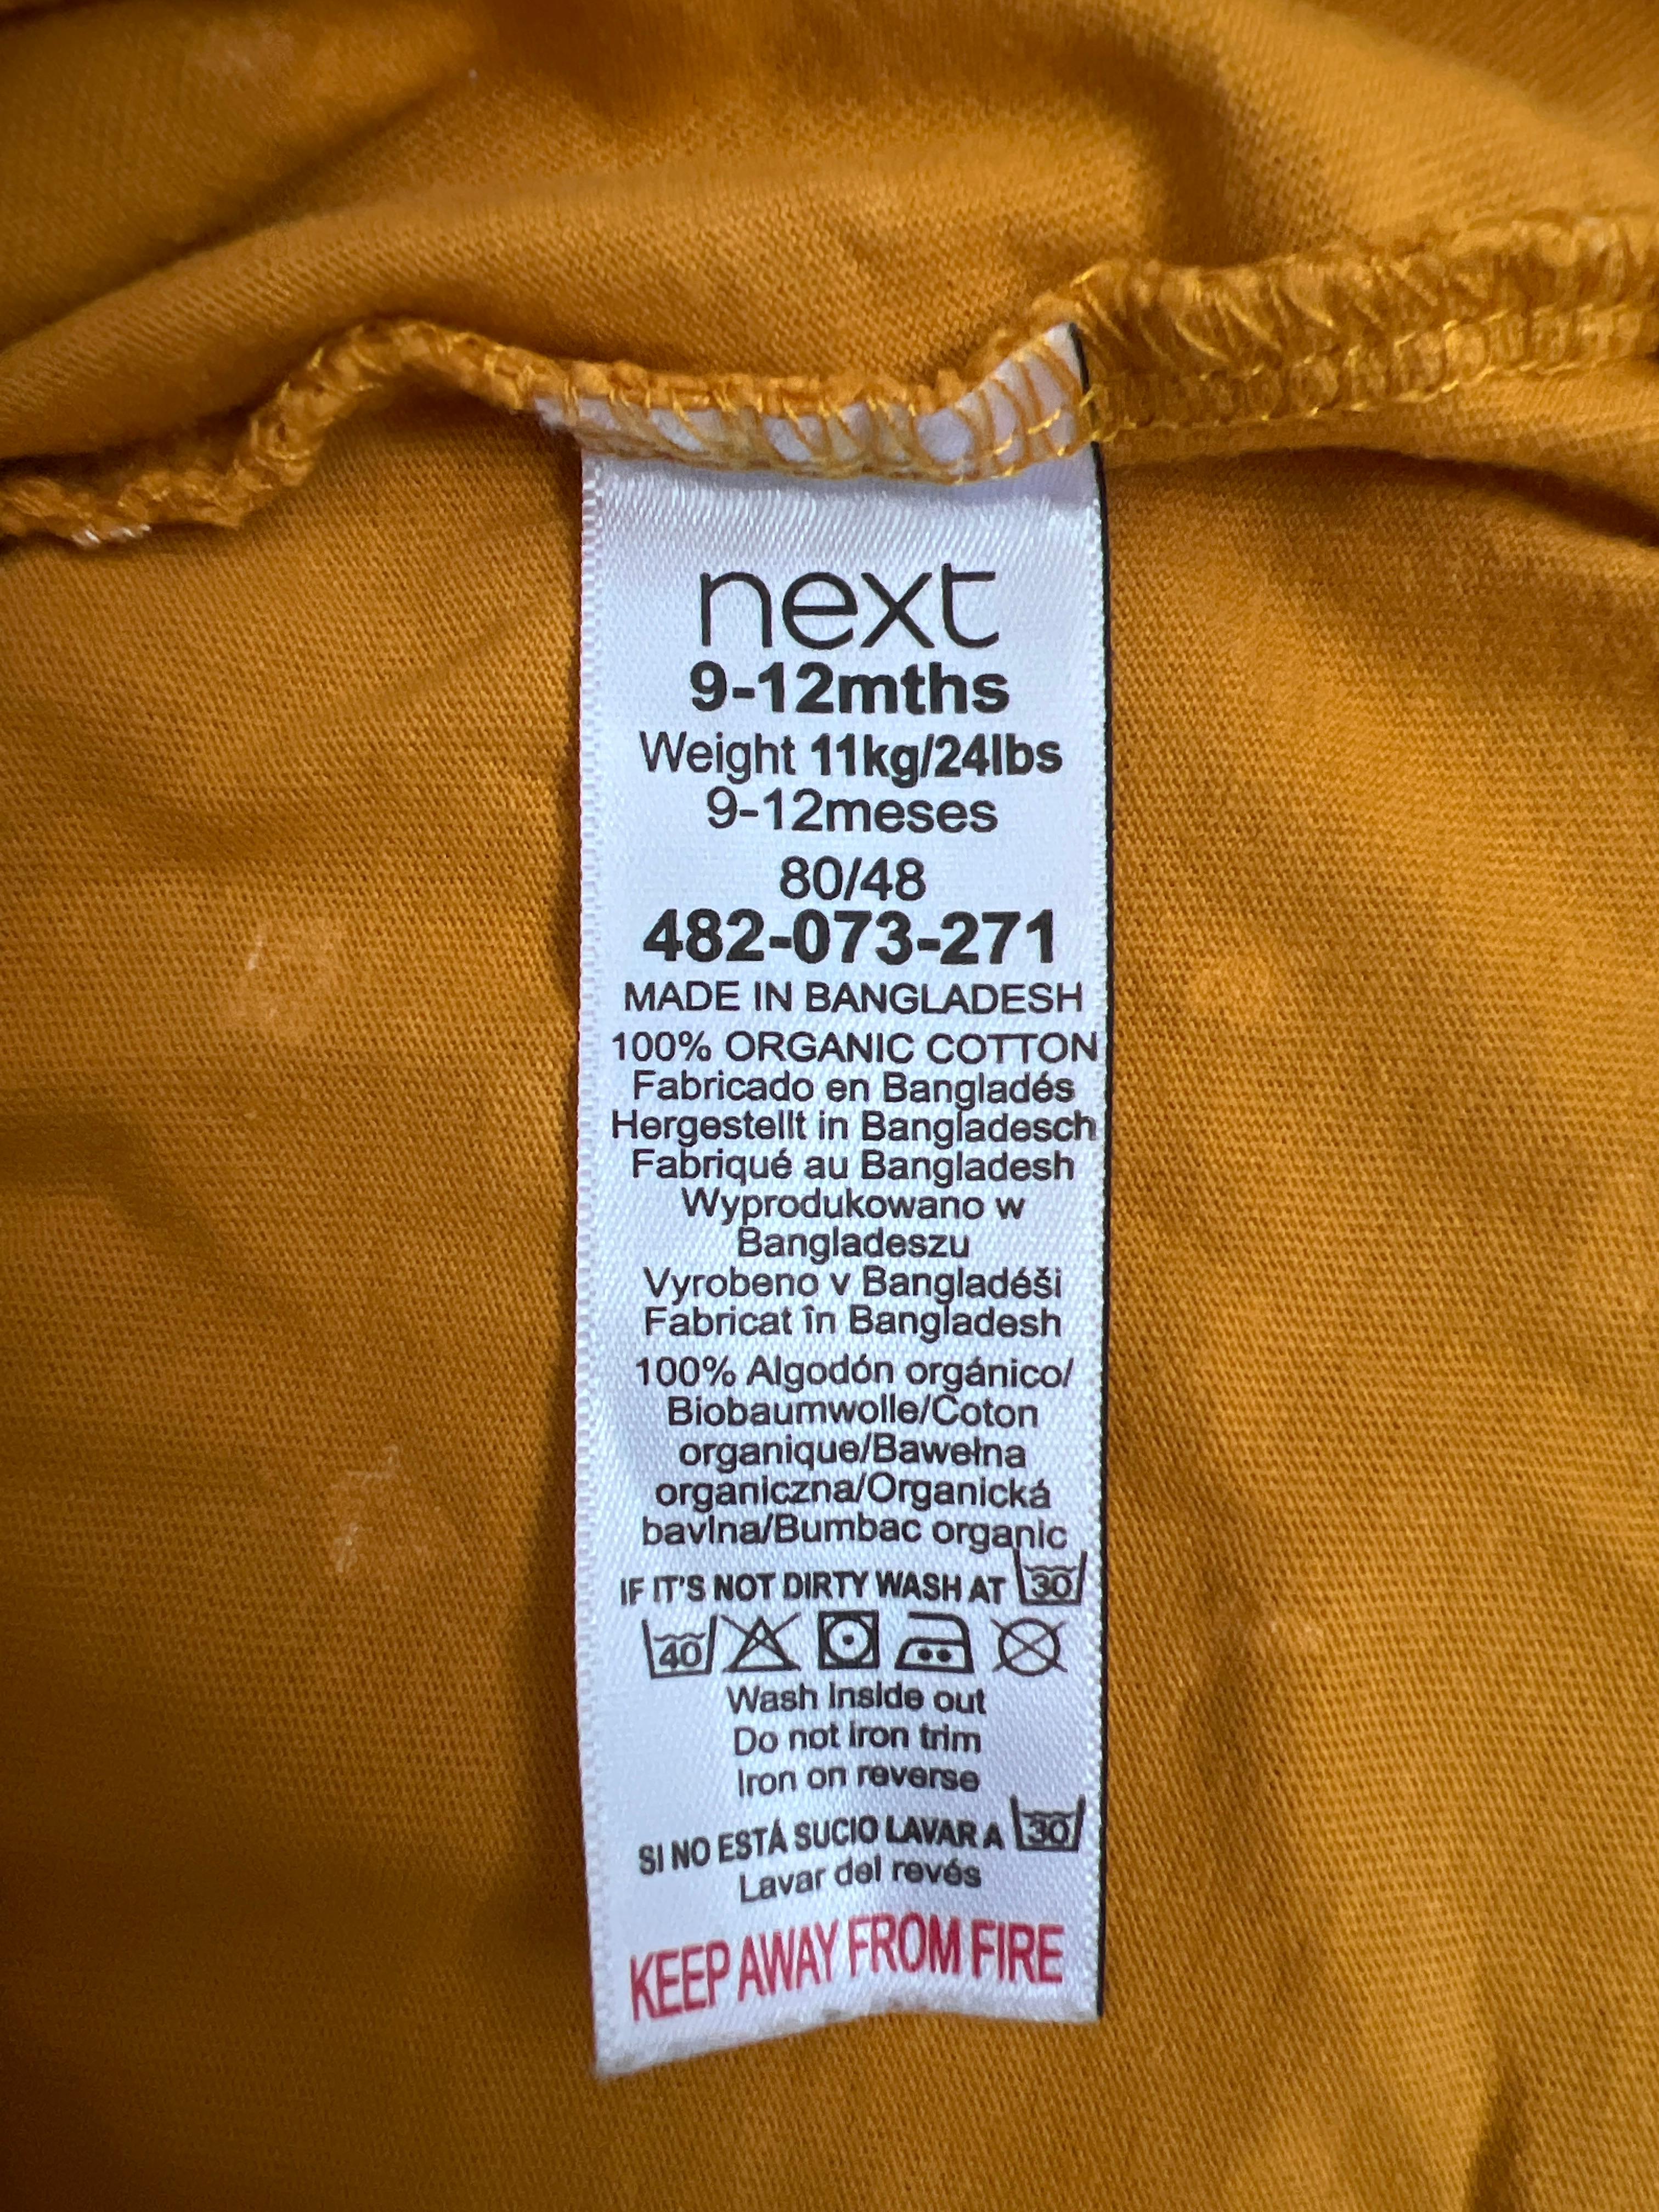 next
9-12mths
Weight 11kg/24lbs
9-12meses
80/48
482-073-271
MADE IN BANGLADESH
100% ORGANIC COTTON
Fabricado en Bangladés
Hergestellt in Bangladesch
Fabriqué au Bangladesh
Wyprodukowano w
Bangladeszu
Vyrobeno v Bangladéši
Fabricat în Bangladesh
100% Algodón orgánico/
Biobaumwolle/Coton
organique/Bawełna
organiczna/Organická
bavlna/Bumbac organic
IF IT'S NOT DIRTY WASH AT 30
40
Wash inside out
Do not iron trim
Iron on reverse
SI NO ESTÁ SUCIO LAVAR A 30
Lavar del revés
KEEP AWAY FROM FIRE